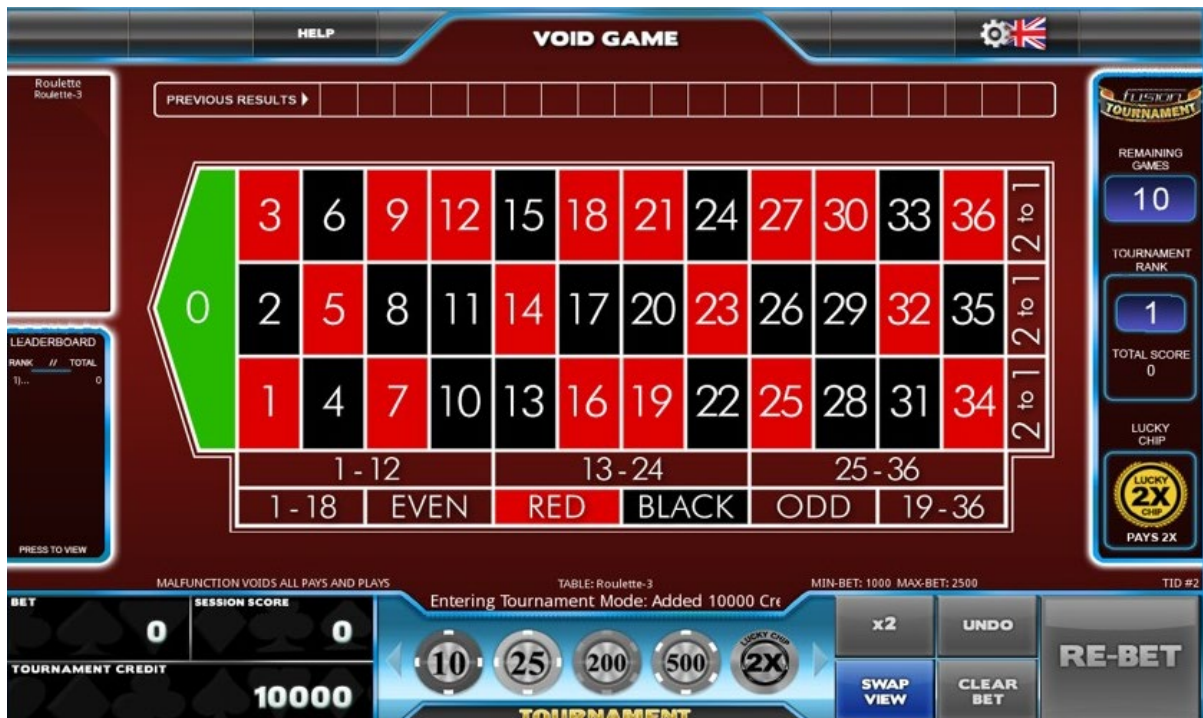 HELP
VOID GAME
Roulette
Roulette-3
PREVIOUS RESULTS
fusion
TOURNAMENT
REMAINING
GAMES
10
TOURNAMENT
RANK
1
TOTAL SCORE
0
LUCKY
CHIP
LUCKY
2X
CHIP
PAYS 2X
3 6 9 12 15 18 21 24 27 30 33 36 2 to 1
0 2 5 8 11 14 17 20 23 26 29 32 35 2 to 1
1 4 7 10 13 16 19 22 25 28 31 34 2 to 1
1 - 12 13 - 24 25 - 36
1 - 18 EVEN RED BLACK ODD 19 - 36
LEADERBOARD
RANK // TOTAL
1)... 0
PRESS TO VIEW
MALFUNCTION VOIDS ALL PAYS AND PLAYS TABLE: Roulette-3 MIN-BET: 1000 MAX-BET: 2500 TID #2
BET
0
SESSION SCORE
0
TOURNAMENT CREDIT
10000
Entering Tournament Mode: Added 10000 Cre
10 25 200 500 LUCKY CHIP 2X
TOURNAMENT
x2
UNDO
SWAP
VIEW
CLEAR
BET
RE-BET